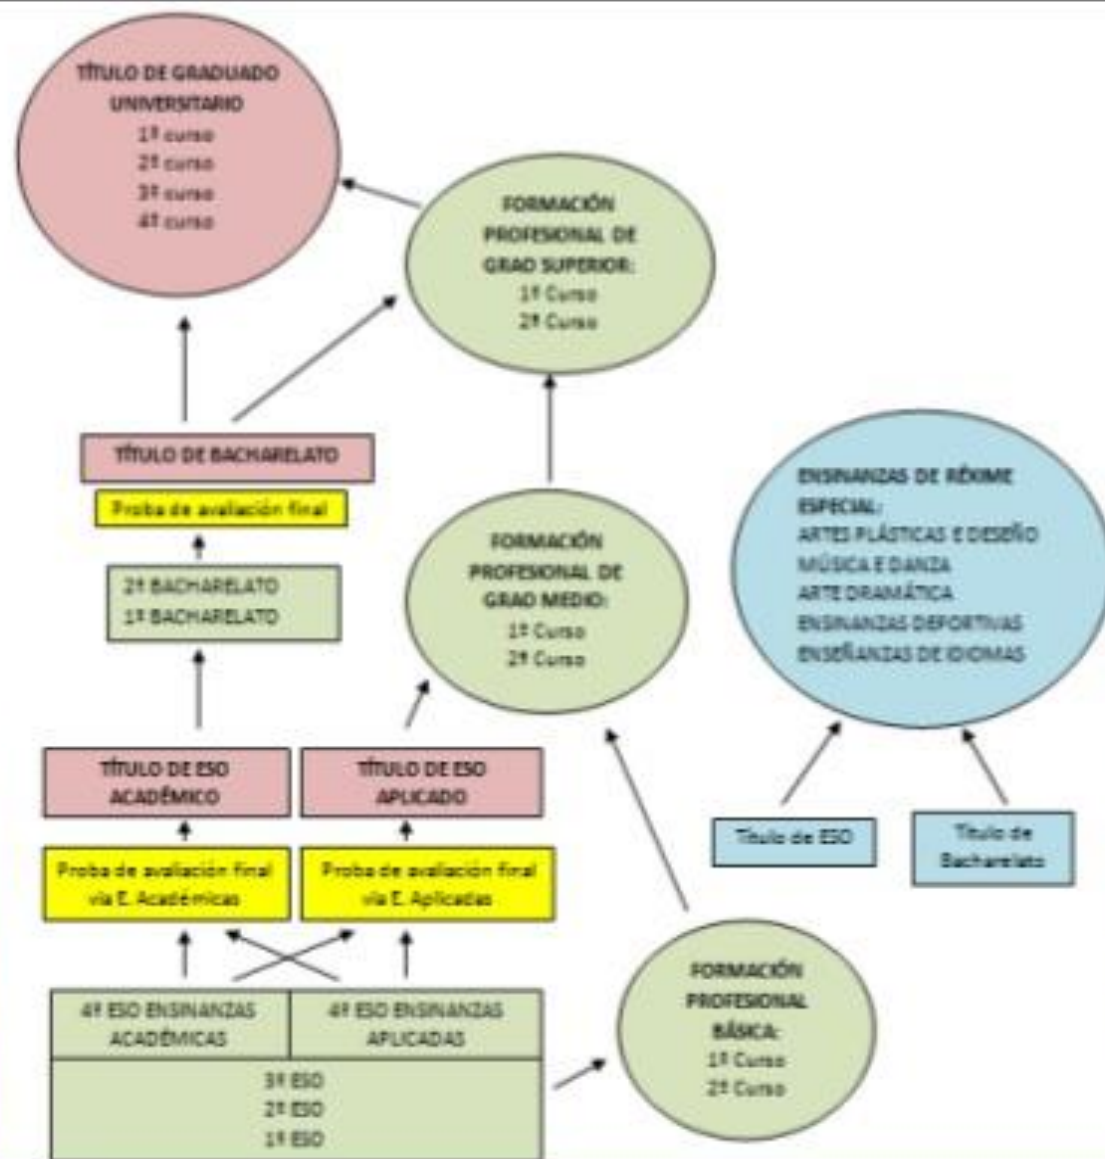 TÍTULO DE GRADUADO
UNIVERSITARIO
1º curso
2º curso
3º curso
4º curso
FORMACIÓN
PROFESIONAL DE
GRAO SUPERIOR:
1º Curso
2º Curso
TÍTULO DE BACHARELATO
Proba de avaliación final
2º BACHARELATO
1º BACHARELATO
FORMACIÓN
PROFESIONAL DE
GRAO MEDIO:
1º Curso
2º Curso
ENSINANZAS DE RÉXIME
ESPECIAL:
ARTES PLÁSTICAS E DESEÑO
MÚSICA E DANZA
ARTE DRAMÁTICA
ENSINANZAS DEPORTIVAS
ENSEÑANZAS DE IDIOMAS
TÍTULO DE ESO
ACADÉMICO
TÍTULO DE ESO
APLICADO
Título de ESO
Título de
Bacharelato
Proba de avaliación final
vía E. Académicas
Proba de avaliación final
vía E. Aplicadas
4º ESO ENSINANZAS
ACADÉMICAS
4º ESO ENSINANZAS
APLICADAS
3º ESO
2º ESO
1º ESO
FORMACIÓN
PROFESIONAL
BÁSICA:
1º Curso
2º Curso